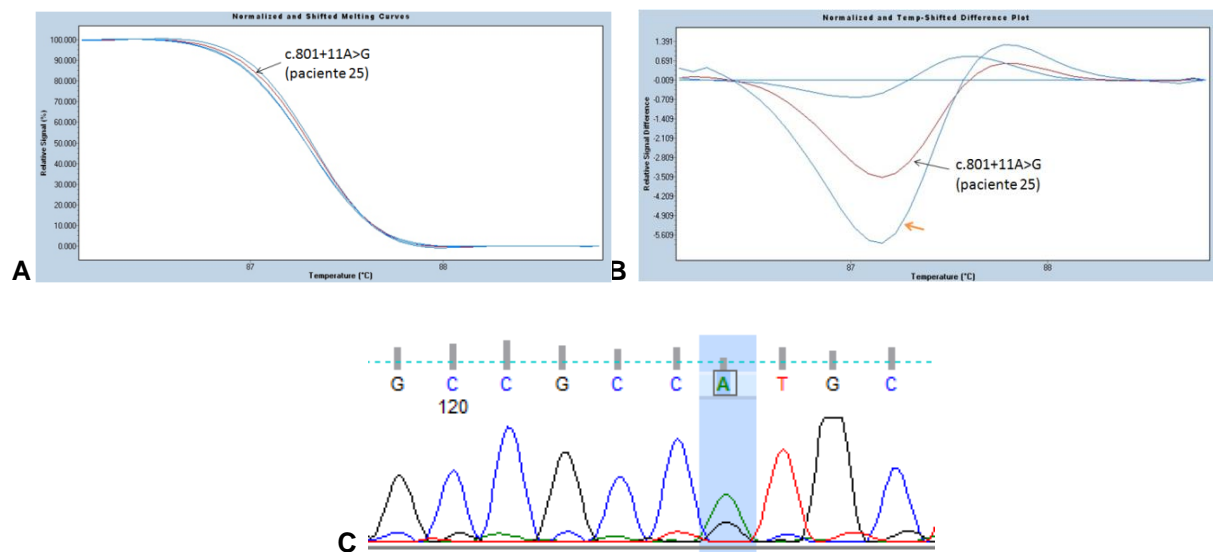 Normalized and Shifted Melting Curves
100.000
90.000
80.000
70.000
60.000
50.000
40.000
30.000
20.000
10.000
0.000
Relative Signal (%)
c.801+11A>G
(paciente 25)
87
88
Temperature (°C)
A
Normalized and Temp-Shifted Difference Plot
1.391
0.691
-0.009
-0.709
-1.409
-2.109
-2.809
-3.509
-4.209
-4.909
-5.609
Relative Signal Difference
c.801+11A>G
(paciente 25)
87
88
Temperature (°C)
B
G C C G C C A T G C
120
C